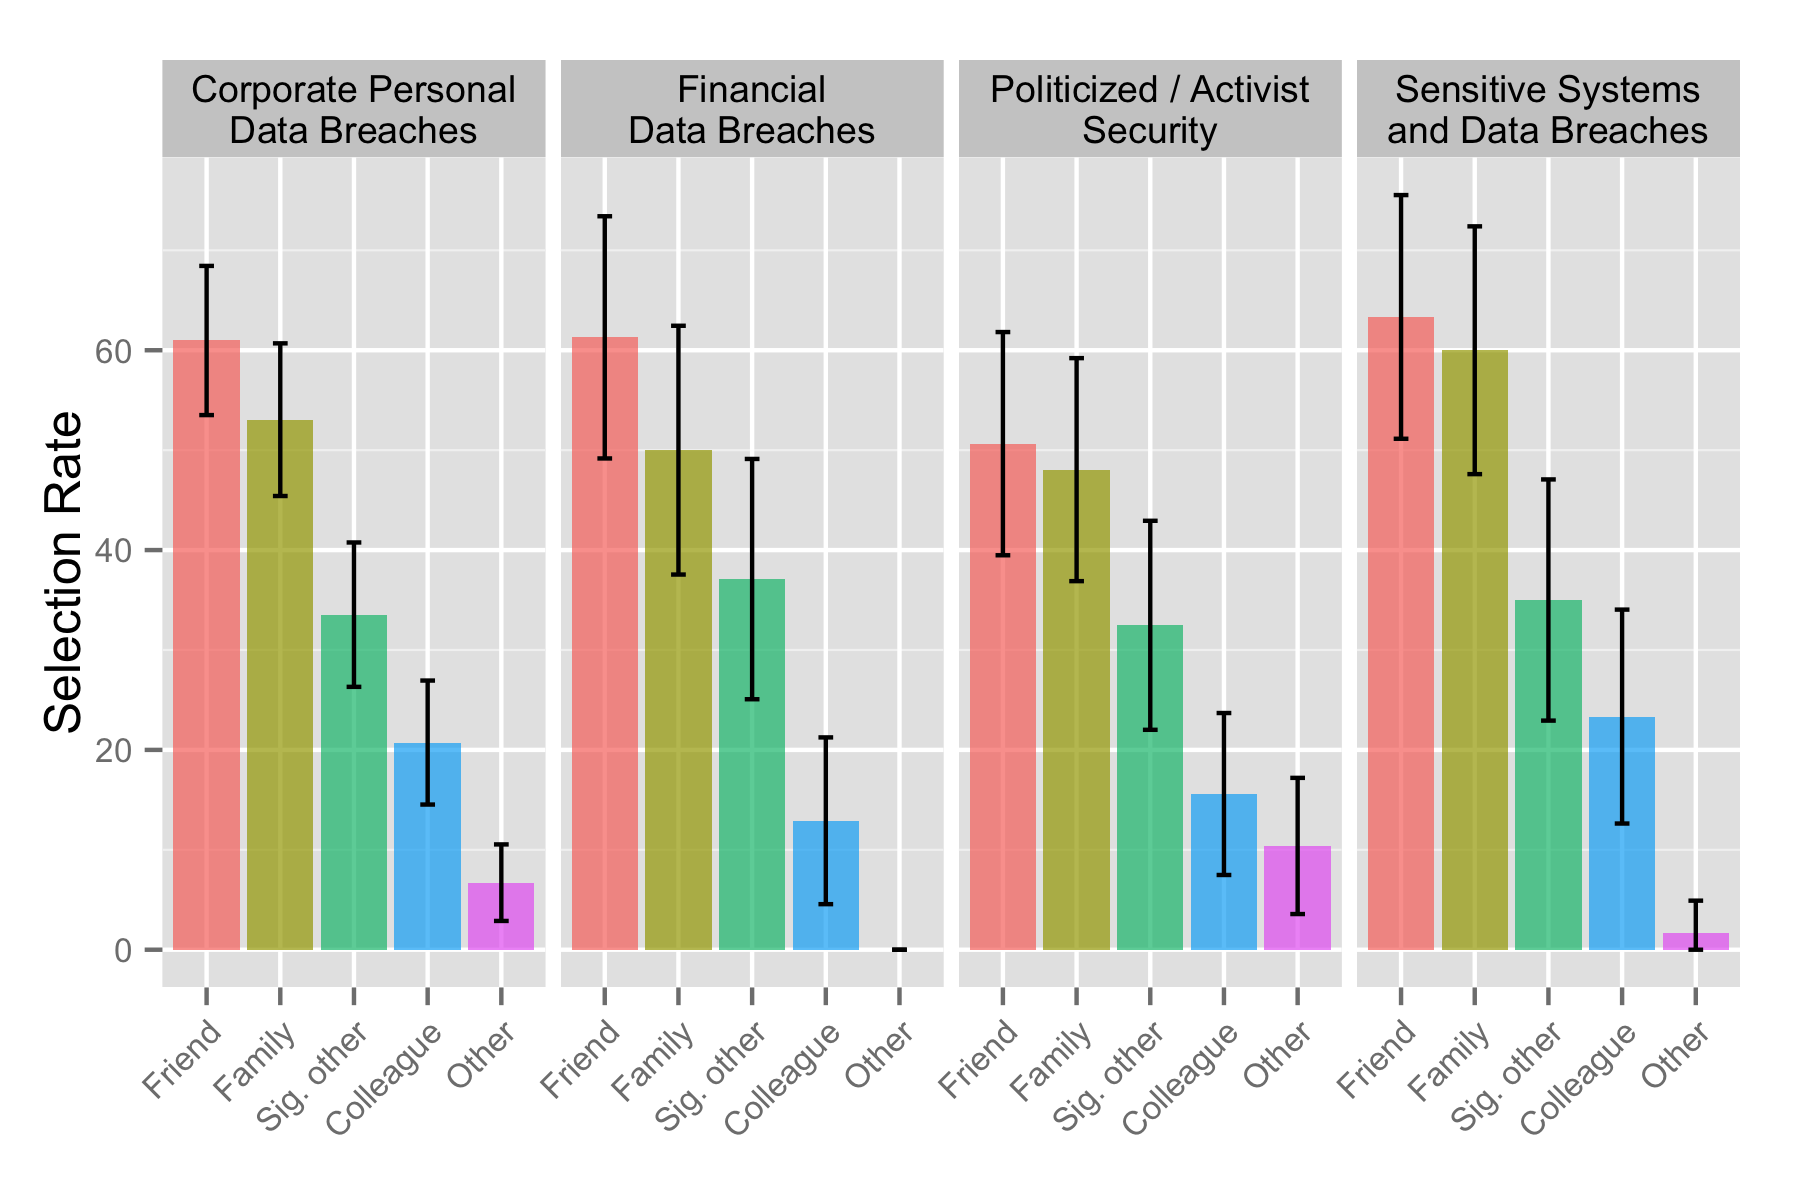 Corporate Personal
Data Breaches
Financial
Data Breaches
Politicized / Activist
Security
Sensitive Systems
and Data Breaches
Selection Rate
60
40
20
0
Friend
Family
Sig. other
Colleague
Other
Friend
Family
Sig. other
Colleague
Other
Friend
Family
Sig. other
Colleague
Other
Friend
Family
Sig. other
Colleague
Other